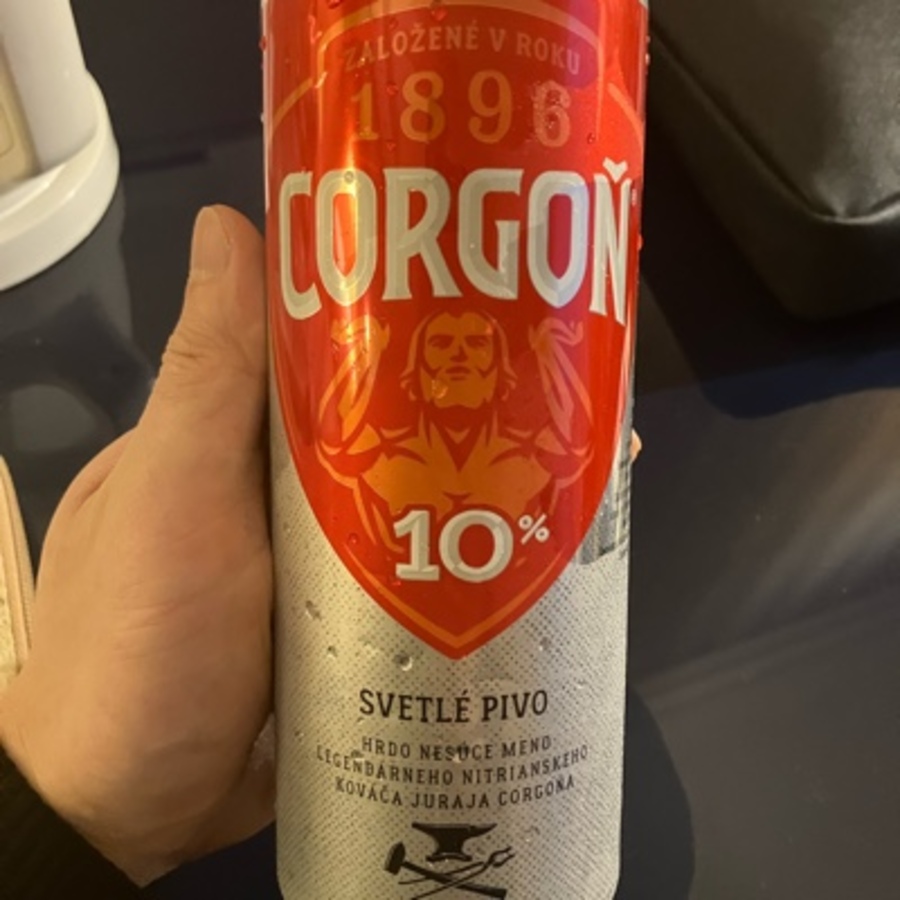 ZALOŽENÉ V ROKU
1896
CORGOŇ
10%
SVETLÉ PIVO
HRDO NESÚCE MENO
LEGENDÁRNEHO NITRIANSKEHO
KOVÁČA JURAJA CORGOŇA